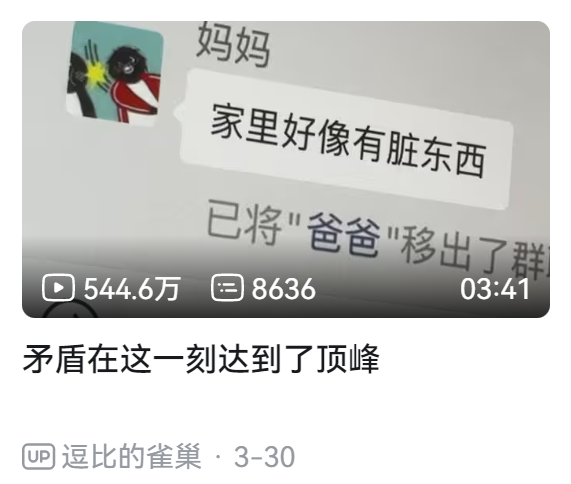 妈妈
家里好像有脏东西
已将"爸爸"移出了群
544.6万 8636 03:41
矛盾在这一刻达到了顶峰
UP 逗比的雀巢 · 3-30